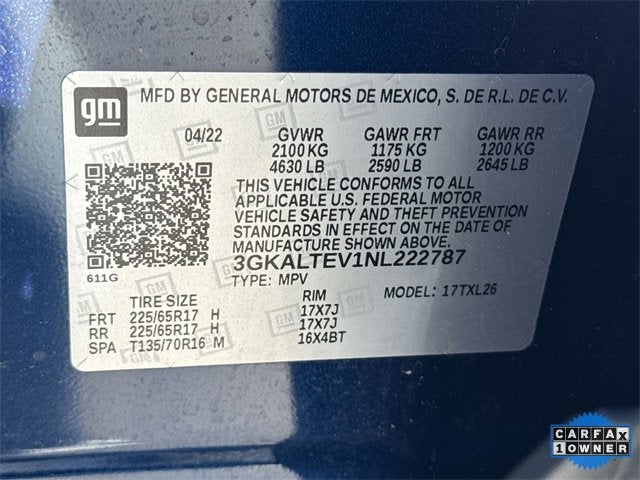 gm
MFD BY GENERAL MOTORS DE MEXICO, S. DE R.L. DE C.V.
04/22 GVWR GAWR FRT GAWR RR
2100 KG 1175 KG 1200 KG
4630 LB 2590 LB 2645 LB
THIS VEHICLE CONFORMS TO ALL
APPLICABLE U.S. FEDERAL MOTOR
VEHICLE SAFETY AND THEFT PREVENTION
STANDARDS IN EFFECT ON THE DATE OF
MANUFACTURE SHOWN ABOVE.
3GKALTEV1NL222787
611G
TYPE: MPV MODEL: 17TXL26
TIRE SIZE RIM
FRT 225/65R17 H 17X7J
RR 225/65R17 H 17X7J
SPA T135/70R16 M 16X4BT
CARFAX
1 OWNER